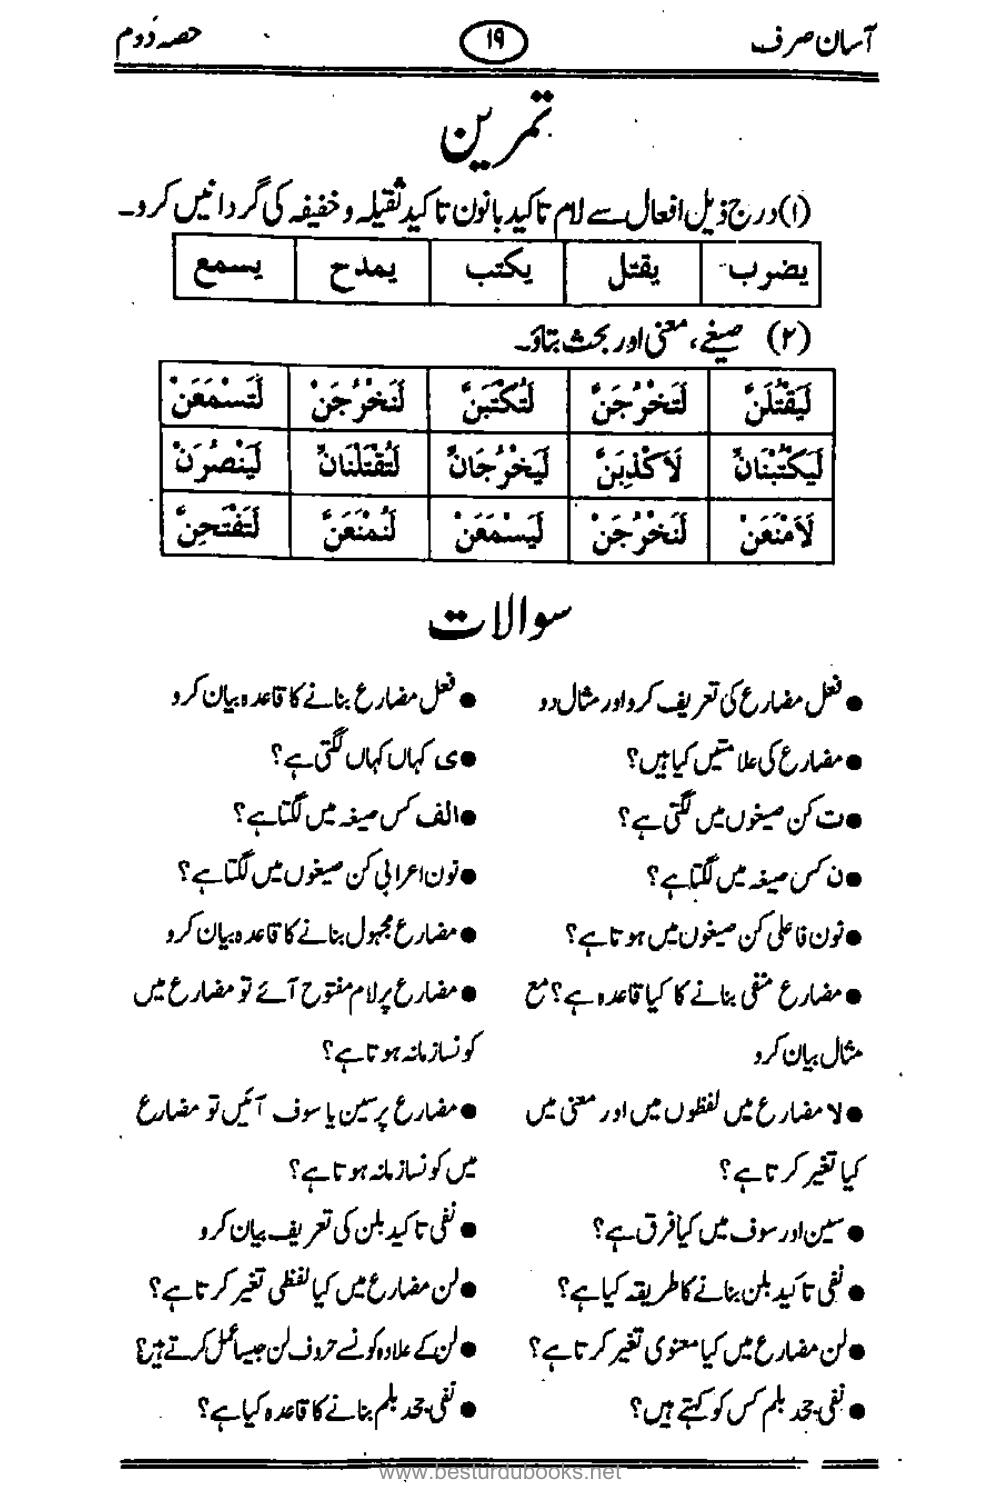 آسان صرف ۱۹ حصہ دوم
تمرین
(۱) درج ذیل افعال سے لام تاکید بانون تاکید ثقیلہ و خفیفہ کی گردانیں کرو۔
یضرب یقتل یکتب یمدح یسمع
(۲) صیغے، معنی اور بحث بتاؤ۔
لَيَقْتُلَنَّ لَتَخْرُجَنَّ لَتُكْتَبَنَّ لَنَخْرُجَنْ لَتَسْمَعَنْ
لَيَكْتُبْنَانِّ لَاَكْذِبَنَّ لَيَخْرُجَانِّ لَتُقْتَلْنَانِّ لَيَنْصُرَنْ
لَاَمْنَعَنْ لَنَخْرُجَنْ لَيَسْمَعَنْ لَنُمْنَعَنَّ لَتَفْتَحِنَّ
سوالات
● فعل مضارع کی تعریف کرو اور مثال دو ● فعل مضارع بنانے کا قاعدہ بیان کرو
● مضارع کی علامتیں کیا ہیں؟ ● ی کہاں کہاں لگتی ہے؟
● ت کن صیغوں میں لگتی ہے؟ ● الف کس صیغہ میں لگتا ہے؟
● ن کس صیغہ میں لگتا ہے؟ ● نون اعرابی کن صیغوں میں لگتا ہے؟
● نون فاعلی کن صیغوں میں ہوتا ہے؟ ● مضارع مجہول بنانے کا قاعدہ بیان کرو
● مضارع منفی بنانے کا کیا قاعدہ ہے؟ مع ● مضارع پر لام مفتوح آئے تو مضارع میں
مثال بیان کرو کونسا زمانہ ہوتا ہے؟
● لا مضارع میں لفظوں میں اور معنی میں ● مضارع پر سین یا سوف آئیں تو مضارع
کیا تغیر کرتا ہے؟ میں کونسا زمانہ ہوتا ہے؟
● سین اور سوف میں کیا فرق ہے؟ ● نفی تاکید بلن کی تعریف بیان کرو
● نفی تاکید بلن بنانے کا طریقہ کیا ہے؟ ● لن مضارع میں کیا لفظی تغیر کرتا ہے؟
● لن مضارع میں کیا معنوی تغیر کرتا ہے؟ ● لن کے علاوہ کونسے حروف لن جیسا عمل کرتے ہیں؟
● نفی جحد بلم کس کو کہتے ہیں؟ ● نفی جحد بلم بنانے کا قاعدہ کیا ہے؟
www.besturdubooks.net